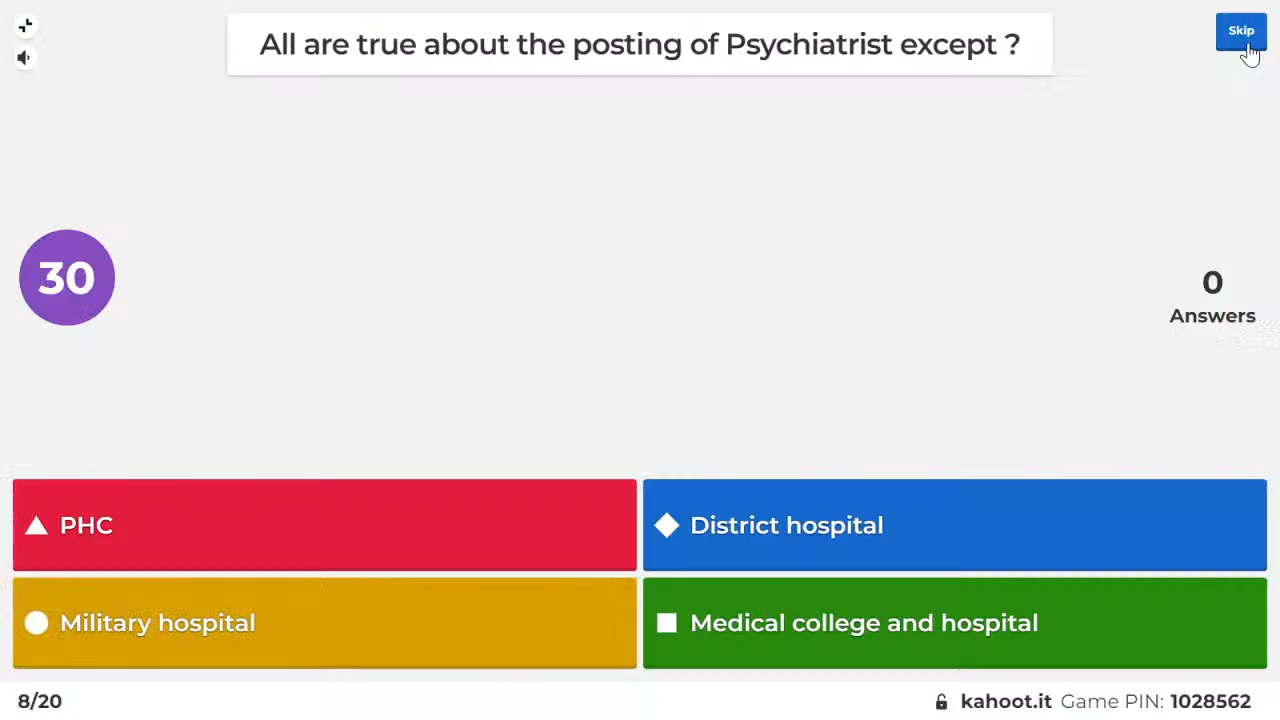 All are true about the posting of Psychiatrist except ?
Skip
30
0
Answers
PHC
District hospital
Military hospital
Medical college and hospital
8/20
kahoot.it Game PIN: 1028562